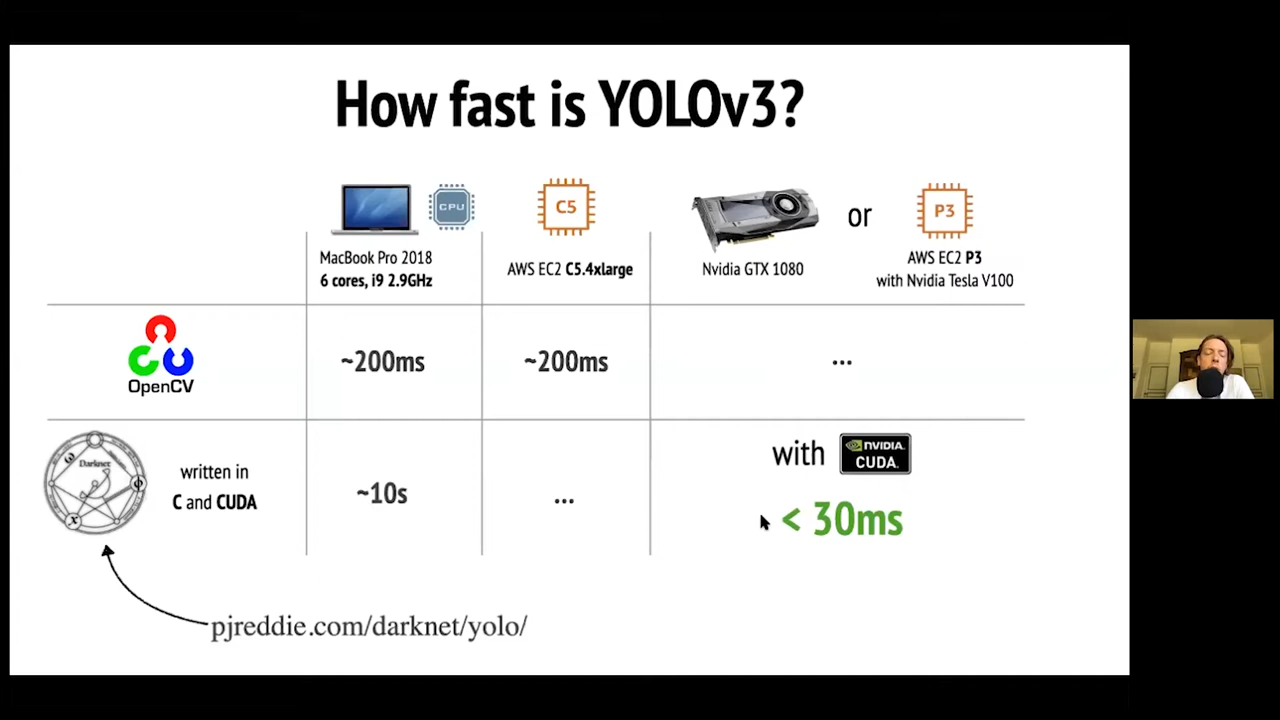 How fast is YOLOv3?
CPU
C5
or
P3
MacBook Pro 2018
6 cores, i9 2.9GHz
AWS EC2 C5.4xlarge
Nvidia GTX 1080
AWS EC2 P3
with Nvidia Tesla V100
OpenCV
~200ms
~200ms
...
Darknet
written in
C and CUDA
~10s
...
with
NVIDIA.
CUDA.
< 30ms
pjreddie.com/darknet/yolo/